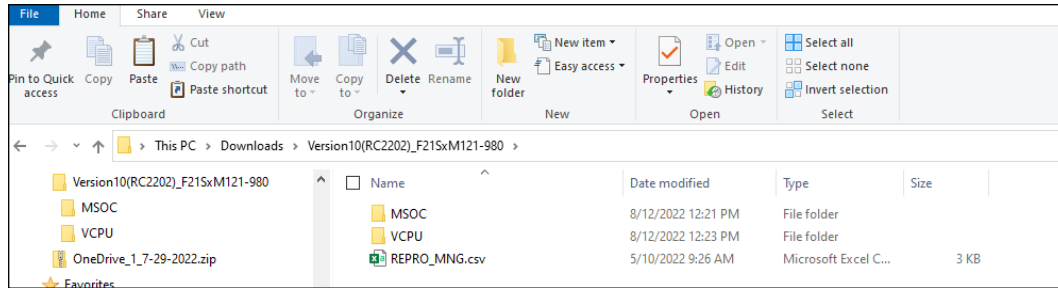 File Home Share View
Pin to Quick access
Copy
Paste
Cut
Copy path
Paste shortcut
Clipboard
Move to
Copy to
Delete
Rename
Organize
New folder
New item
Easy access
New
Properties
Open
Edit
History
Open
Select all
Select none
Invert selection
Select
This PC > Downloads > Version10(RC2202)_F21SxM121-980 >
Version10(RC2202)_F21SxM121-980
MSOC
VCPU
OneDrive_1_7-29-2022.zip
Favorites
Name Date modified Type Size
MSOC 8/12/2022 12:21 PM File folder
VCPU 8/12/2022 12:23 PM File folder
REPRO_MNG.csv 5/10/2022 9:26 AM Microsoft Excel C... 3 KB